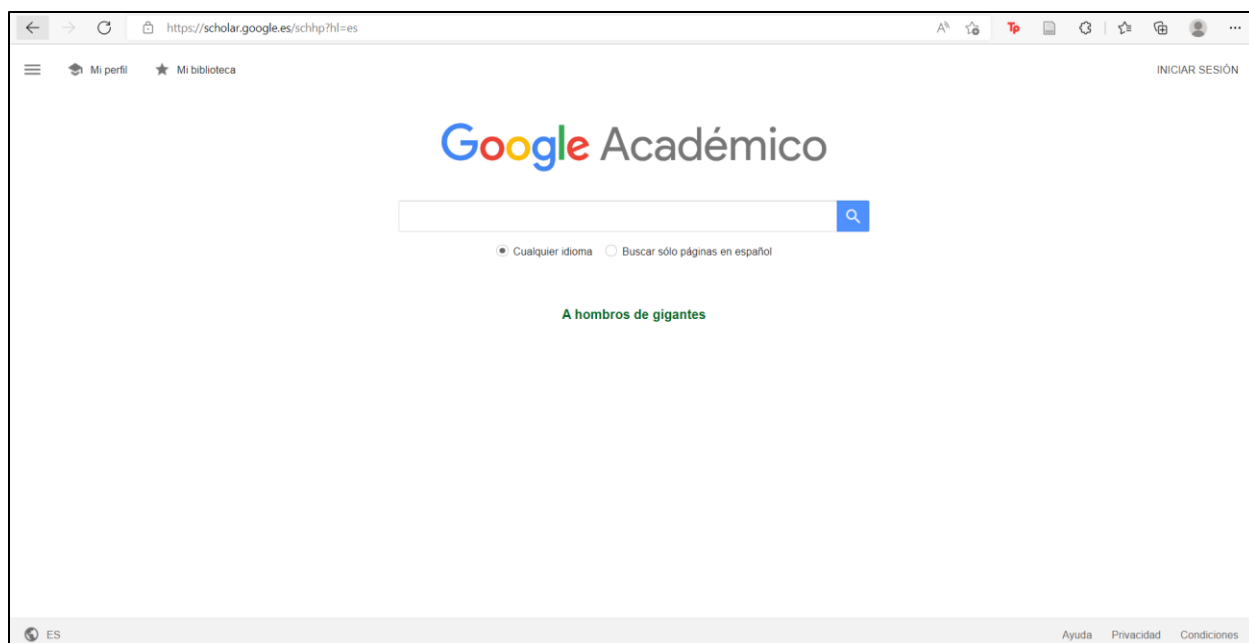 https://scholar.google.es/schhp?hl=es
Mi perfil Mi biblioteca INICIAR SESIÓN
Google Académico
Cualquier idioma Buscar sólo páginas en español
A hombros de gigantes
ES Ayuda Privacidad Condiciones